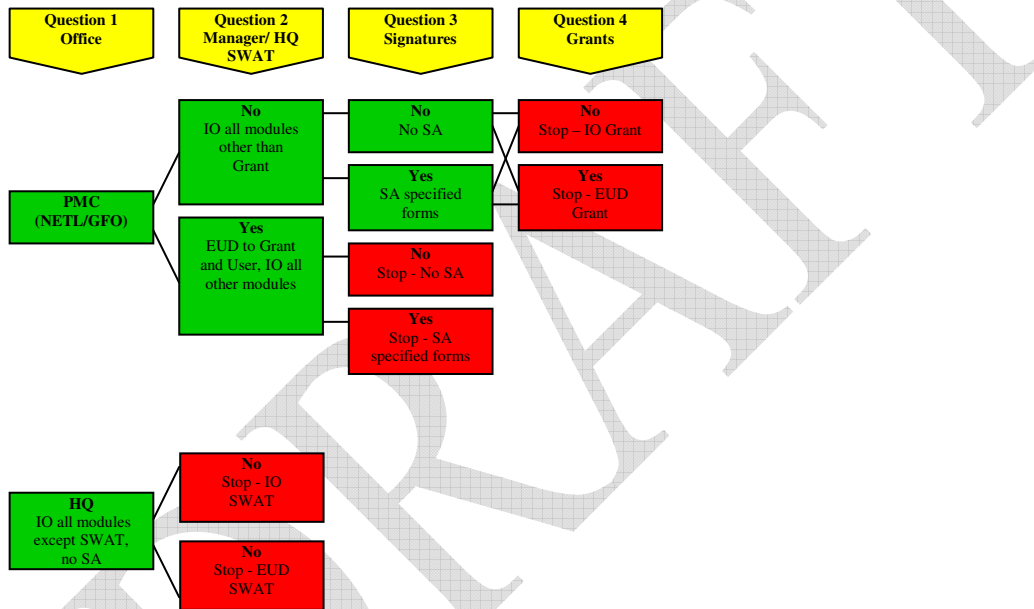 Question 1
Office
Question 2
Manager/ HQ
SWAT
Question 3
Signatures
Question 4
Grants
PMC
(NETL/GFO)
No
IO all modules
other than
Grant
Yes
EUD to Grant
and User, IO all
other modules
No
No SA
Yes
SA specified
forms
No
Stop - No SA
Yes
Stop - SA
specified forms
No
Stop – IO Grant
Yes
Stop - EUD
Grant
HQ
IO all modules
except SWAT,
no SA
No
Stop - IO
SWAT
No
Stop - EUD
SWAT
DRAFT